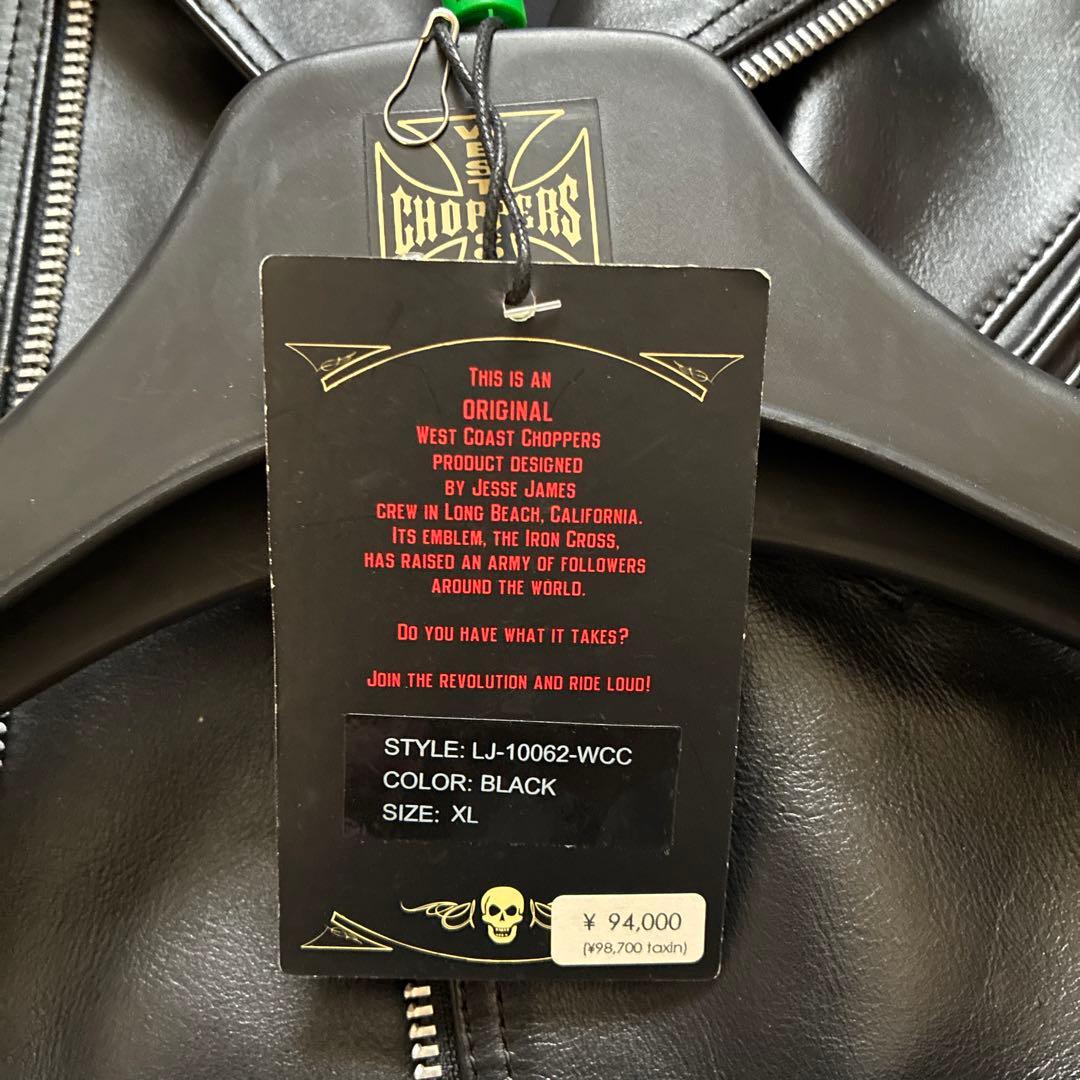 WEST
CHOPPERS
THIS IS AN
ORIGINAL
WEST COAST CHOPPERS
PRODUCT DESIGNED
BY JESSE JAMES
CREW IN LONG BEACH, CALIFORNIA.
ITS EMBLEM, THE IRON CROSS,
HAS RAISED AN ARMY OF FOLLOWERS
AROUND THE WORLD.
DO YOU HAVE WHAT IT TAKES?
JOIN THE REVOLUTION AND RIDE LOUD!
STYLE: LJ-10062-WCC
COLOR: BLACK
SIZE: XL
¥ 94,000
(¥98,700 taxin)